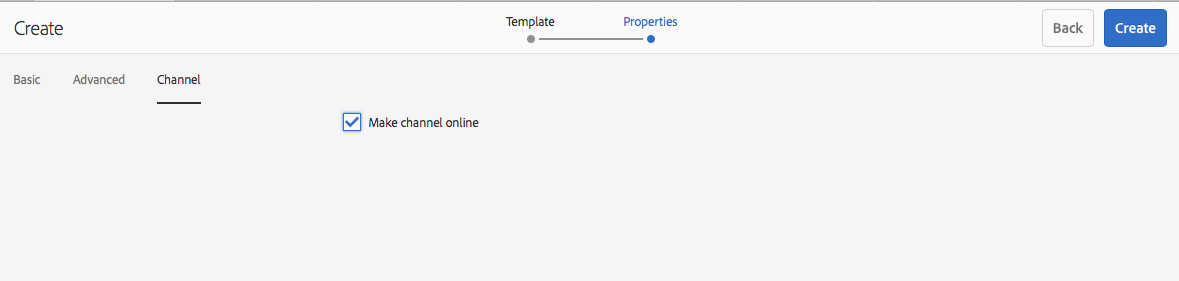 Create
Template
Properties
Back
Create
Basic
Advanced
Channel
Make channel online